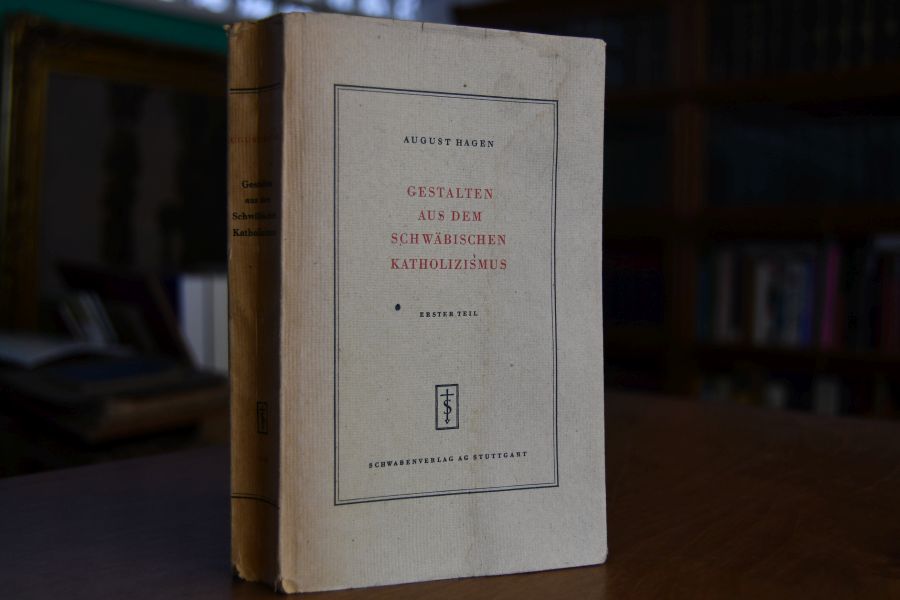 AUGUST HAGEN
GESTALTEN
AUS DEM
SCHWÄBISCHEN
KATHOLIZISMUS
ERSTER TEIL
S
SCHWABENVERLAG AG STUTTGART
Gestalten
aus dem
Schwäbischen
Katholizismus